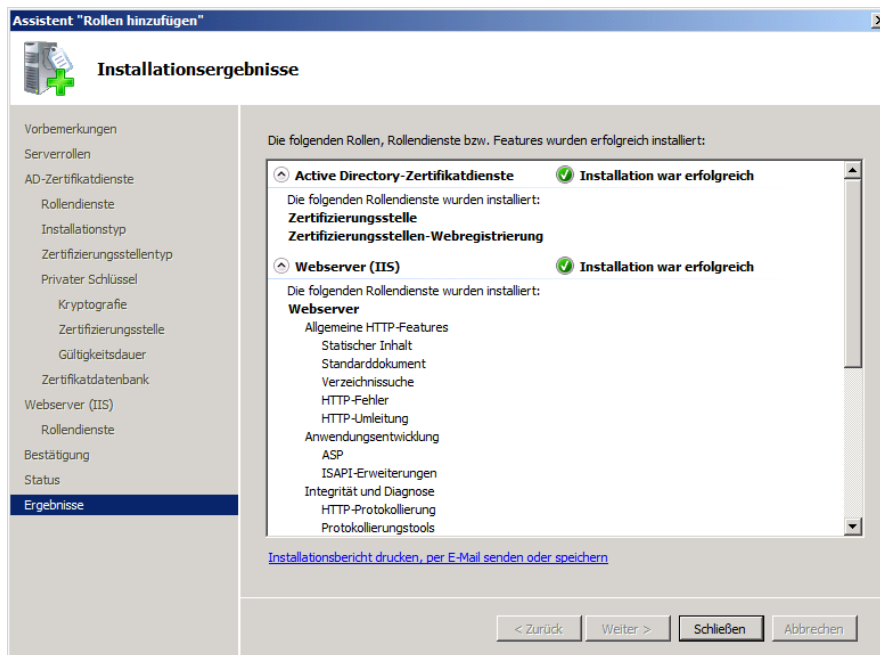 Assistent "Rollen hinzufügen"
Installationsergebnisse
Vorbemerkungen
Serverrollen
AD-Zertifikatdienste
Rollendienste
Installationstyp
Zertifizierungsstellentyp
Privater Schlüssel
Kryptografie
Zertifizierungsstelle
Gültigkeitsdauer
Zertifikatdatenbank
Webserver (IIS)
Rollendienste
Bestätigung
Status
Ergebnisse
Die folgenden Rollen, Rollendienste bzw. Features wurden erfolgreich installiert:
Active Directory-Zertifikatdienste Installation war erfolgreich
Die folgenden Rollendienste wurden installiert:
Zertifizierungsstelle
Zertifizierungsstellen-Webregistrierung
Webserver (IIS) Installation war erfolgreich
Die folgenden Rollendienste wurden installiert:
Webserver
Allgemeine HTTP-Features
Statischer Inhalt
Standarddokument
Verzeichnissuche
HTTP-Fehler
HTTP-Umleitung
Anwendungsentwicklung
ASP
ISAPI-Erweiterungen
Integrität und Diagnose
HTTP-Protokollierung
Protokollierungstools
Installationsbericht drucken, per E-Mail senden oder speichern
< Zurück Weiter > Schließen Abbrechen